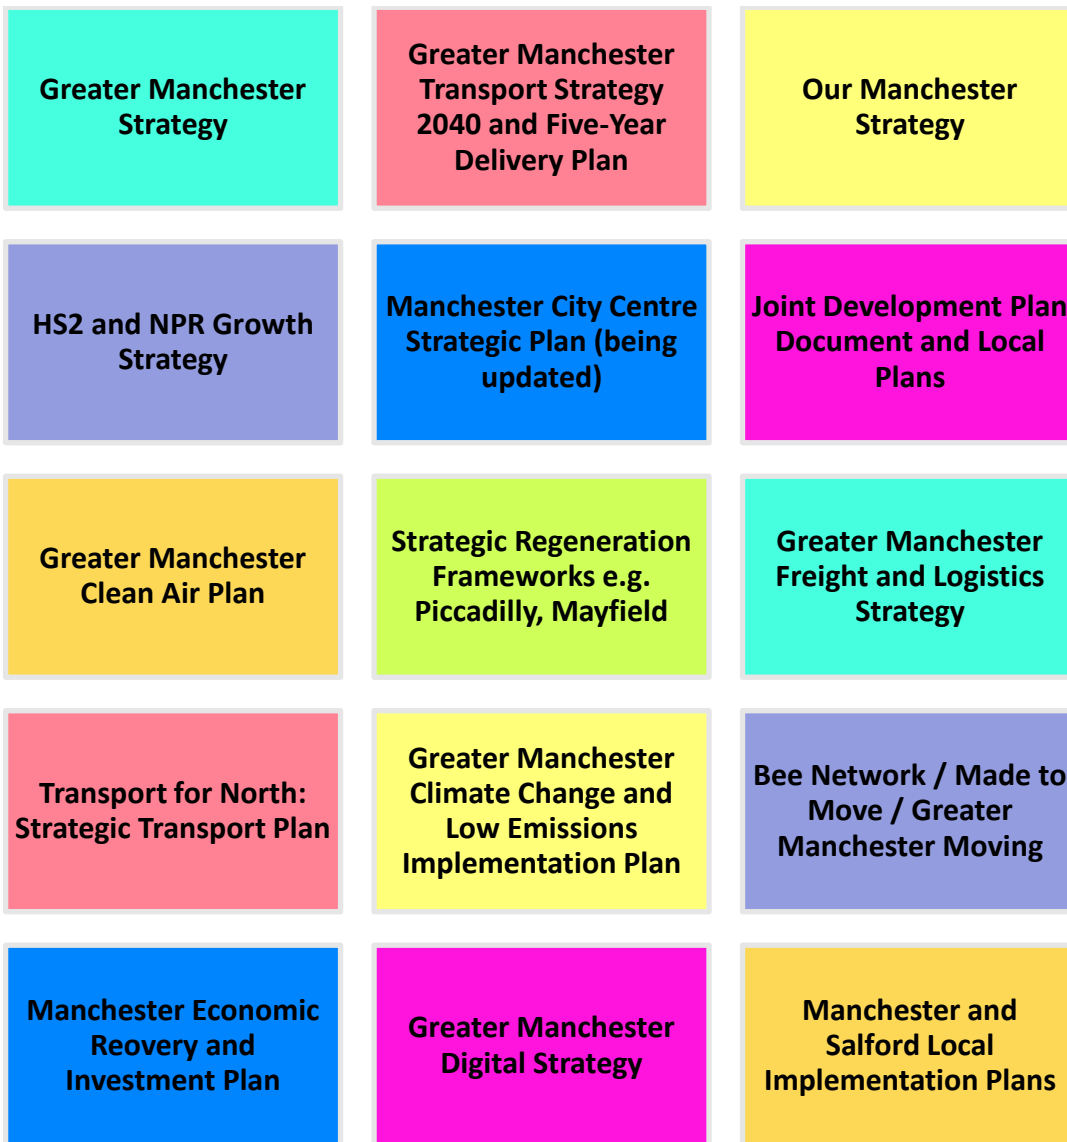 Greater Manchester
Strategy
Greater Manchester
Transport Strategy
2040 and Five-Year
Delivery Plan
Our Manchester
Strategy
HS2 and NPR Growth
Strategy
Manchester City Centre
Strategic Plan (being
updated)
Joint Development Plan
Document and Local
Plans
Greater Manchester
Clean Air Plan
Strategic Regeneration
Frameworks e.g.
Piccadilly, Mayfield
Greater Manchester
Freight and Logistics
Strategy
Transport for North:
Strategic Transport Plan
Greater Manchester
Climate Change and
Low Emissions
Implementation Plan
Bee Network / Made to
Move / Greater
Manchester Moving
Manchester Economic
Reovery and
Investment Plan
Greater Manchester
Digital Strategy
Manchester and
Salford Local
Implementation Plans